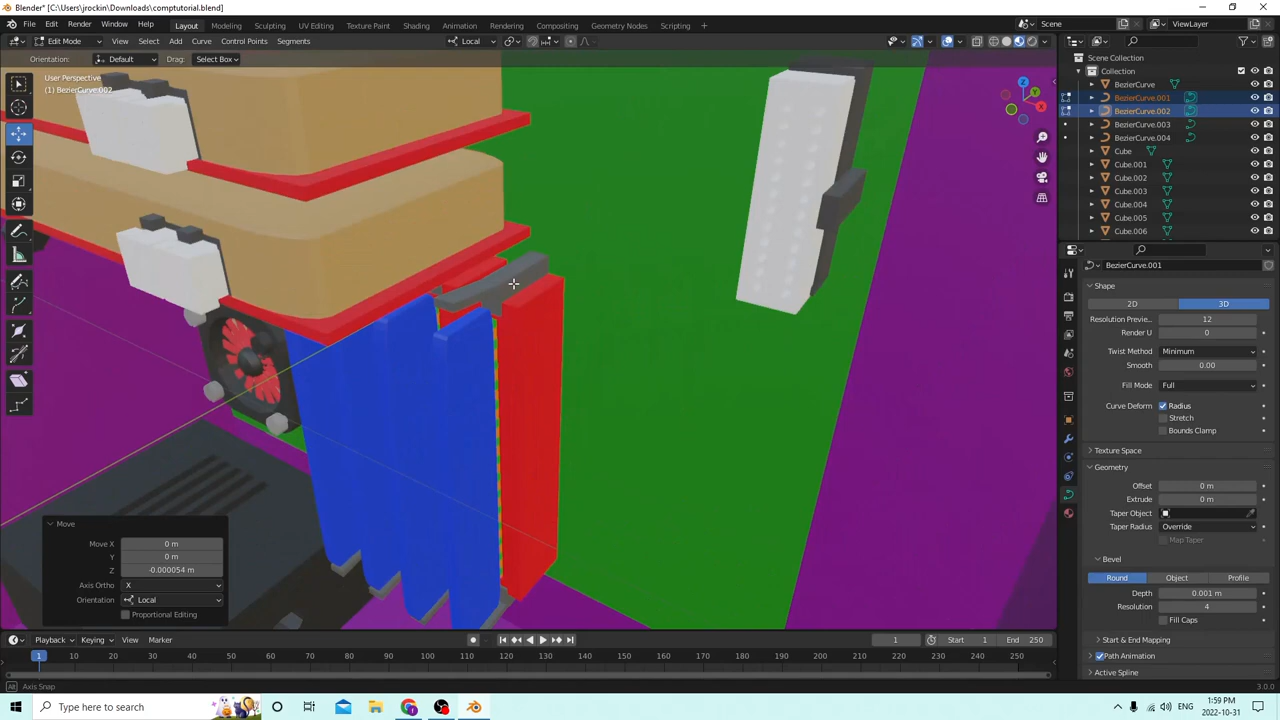 Blender* [C:\Users\jrockin\Downloads\computorial.blend]
File Edit Render Window Help Layout Modeling Sculpting UV Editing Texture Paint Shading Animation Rendering Compositing Geometry Nodes Scripting + Scene ViewLayer
Edit Mode View Select Add Curve Control Points Segments Local
Orientation: Default Drag: Select Box
User Perspective
(1) BezierCurve.002
X
Y
Z
Scene Collection
Collection
BezierCurve
BezierCurve.001
BezierCurve.002
BezierCurve.003
BezierCurve.004
Cube
Cube.001
Cube.002
Cube.003
Cube.004
Cube.005
Cube.006
BezierCurve.001
Shape
2D 3D
Resolution Preview.. 12
Render U 0
Twist Method Minimum
Smooth 0.00
Fill Mode Full
Curve Deform Radius
Stretch
Bounds Clamp
Texture Space
Geometry
Offset 0 m
Extrude 0 m
Taper Object
Taper Radius Override
Map Taper
Bevel
Round Object Profile
Depth 0.001 m
Resolution 4
Fill Caps
Start & End Mapping
Path Animation
Active Spline
Move
Move X 0 m
Y 0 m
Z -0.000054 m
Axis Ortho X
Orientation Local
Proportional Editing
Playback Keying View Marker 1 Start 1 End 250
1 10 20 30 40 50 60 70 80 90 100 110 120 130 140 150 160 170 180 190 200 210 220 230 240 250
Axis Snap 3.0.0
Type here to search
1:59 PM
2022-10-31